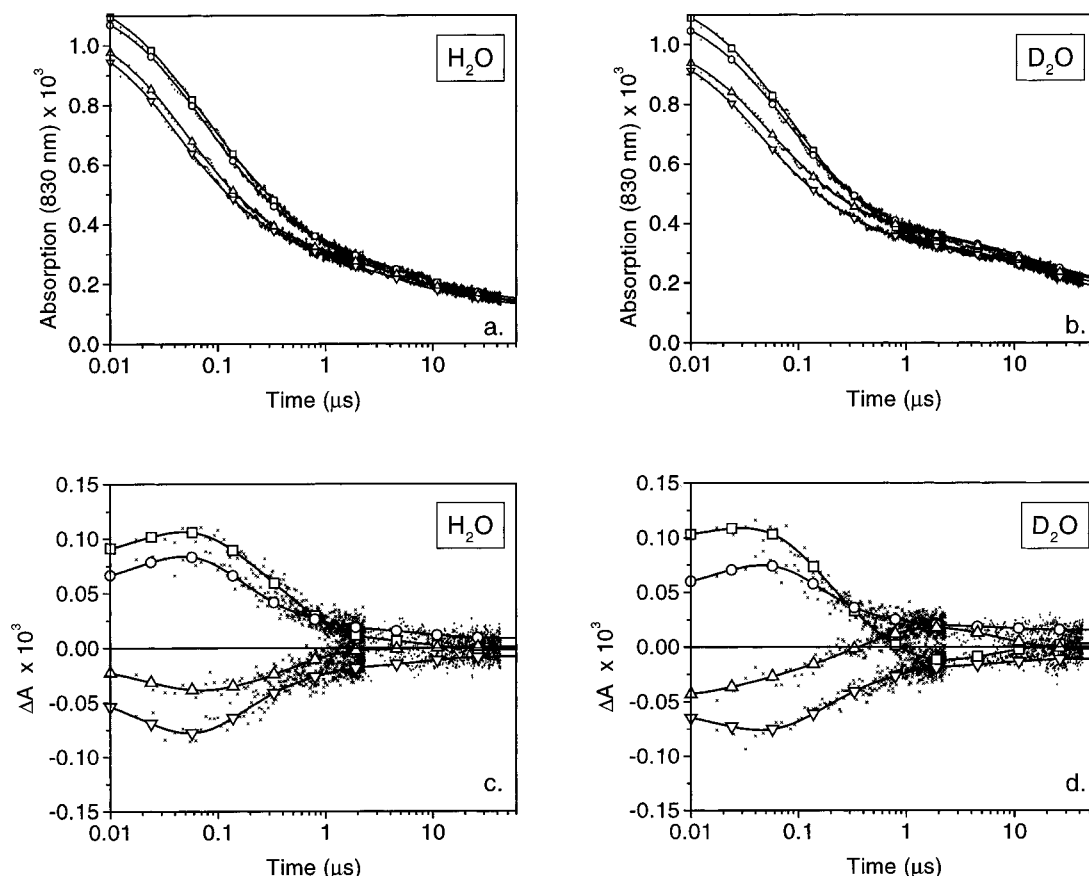 H2O
1.0
0.8
0.6
0.4
0.2
0.0
Absorption (830 nm) x 10^3
a.
0.01 0.1 1 10
Time (μs)
D2O
1.0
0.8
0.6
0.4
0.2
0.0
Absorption (830 nm) x 10^3
b.
0.01 0.1 1 10
Time (μs)
H2O
0.15
0.10
0.05
0.00
-0.05
-0.10
-0.15
ΔA x 10^3
c.
0.01 0.1 1 10
Time (μs)
D2O
0.15
0.10
0.05
0.00
-0.05
-0.10
-0.15
ΔA x 10^3
d.
0.01 0.1 1 10
Time (μs)